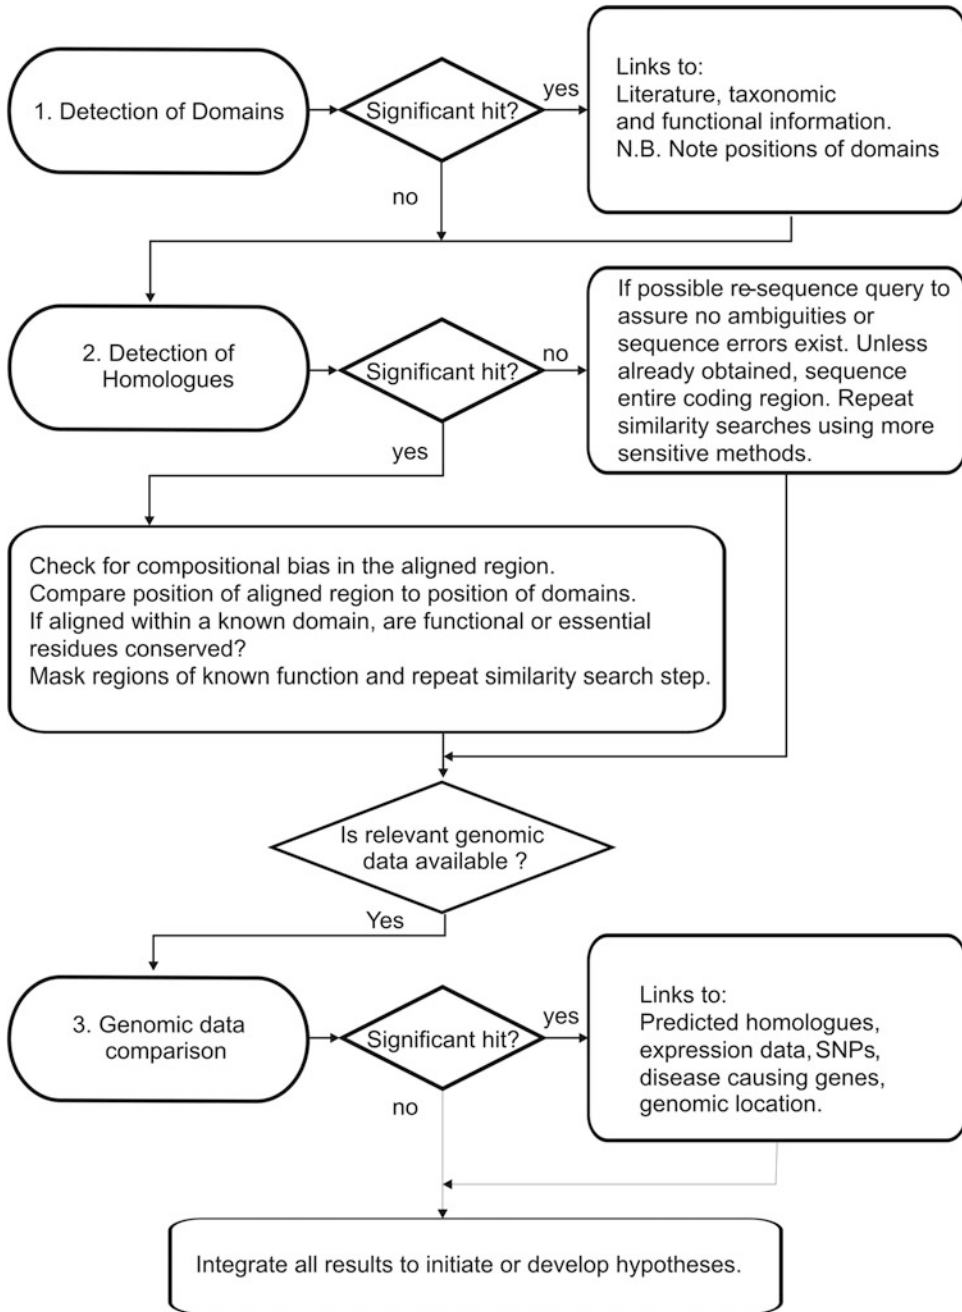 1. Detection of Domains
Significant hit?
yes
Links to:
Literature, taxonomic
and functional information.
N.B. Note positions of domains
no
2. Detection of
Homologues
Significant hit?
no
If possible re-sequence query to
assure no ambiguities or
sequence errors exist. Unless
already obtained, sequence
entire coding region. Repeat
similarity searches using more
sensitive methods.
yes
Check for compositional bias in the aligned region.
Compare position of aligned region to position of domains.
If aligned within a known domain, are functional or essential
residues conserved?
Mask regions of known function and repeat similarity search step.
Is relevant genomic
data available ?
Yes
3. Genomic data
comparison
Significant hit?
yes
Links to:
Predicted homologues,
expression data, SNPs,
disease causing genes,
genomic location.
no
Integrate all results to initiate or develop hypotheses.